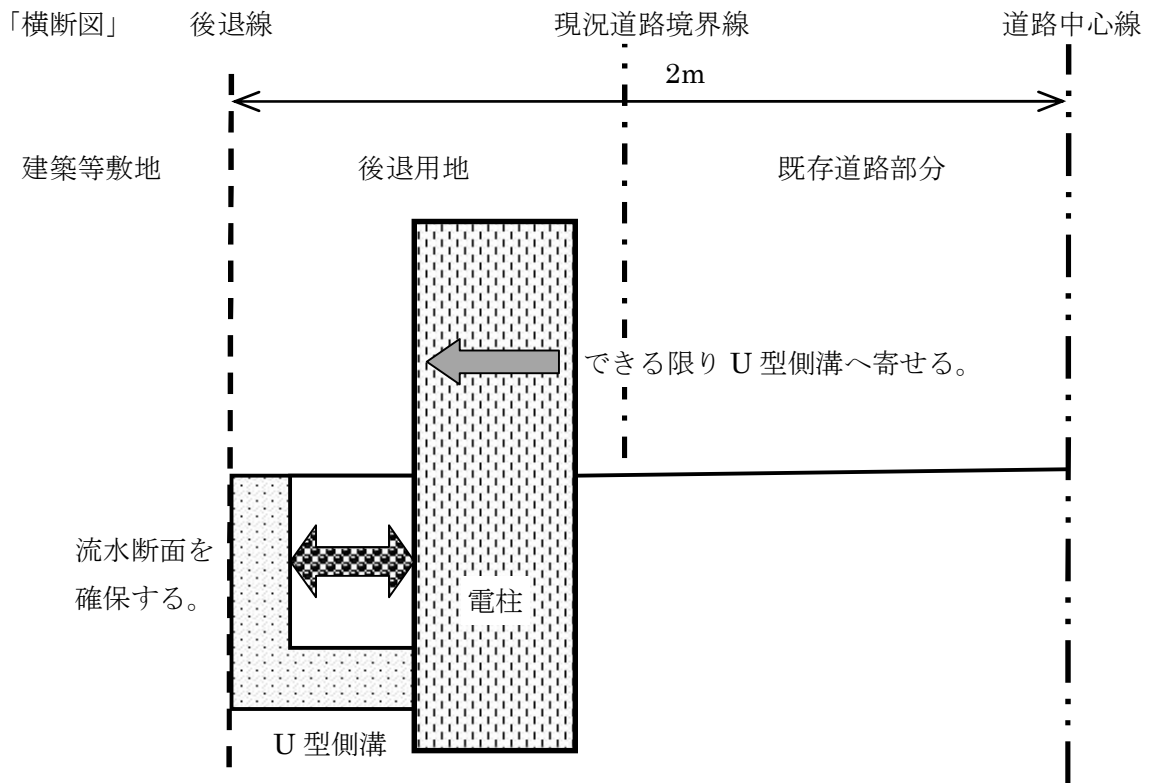 「横断図」 後退線 現況道路境界線 道路中心線
2m
建築等敷地 後退用地 既存道路部分
できる限り U 型側溝へ寄せる。
流水断面を
確保する。
電柱
U 型側溝